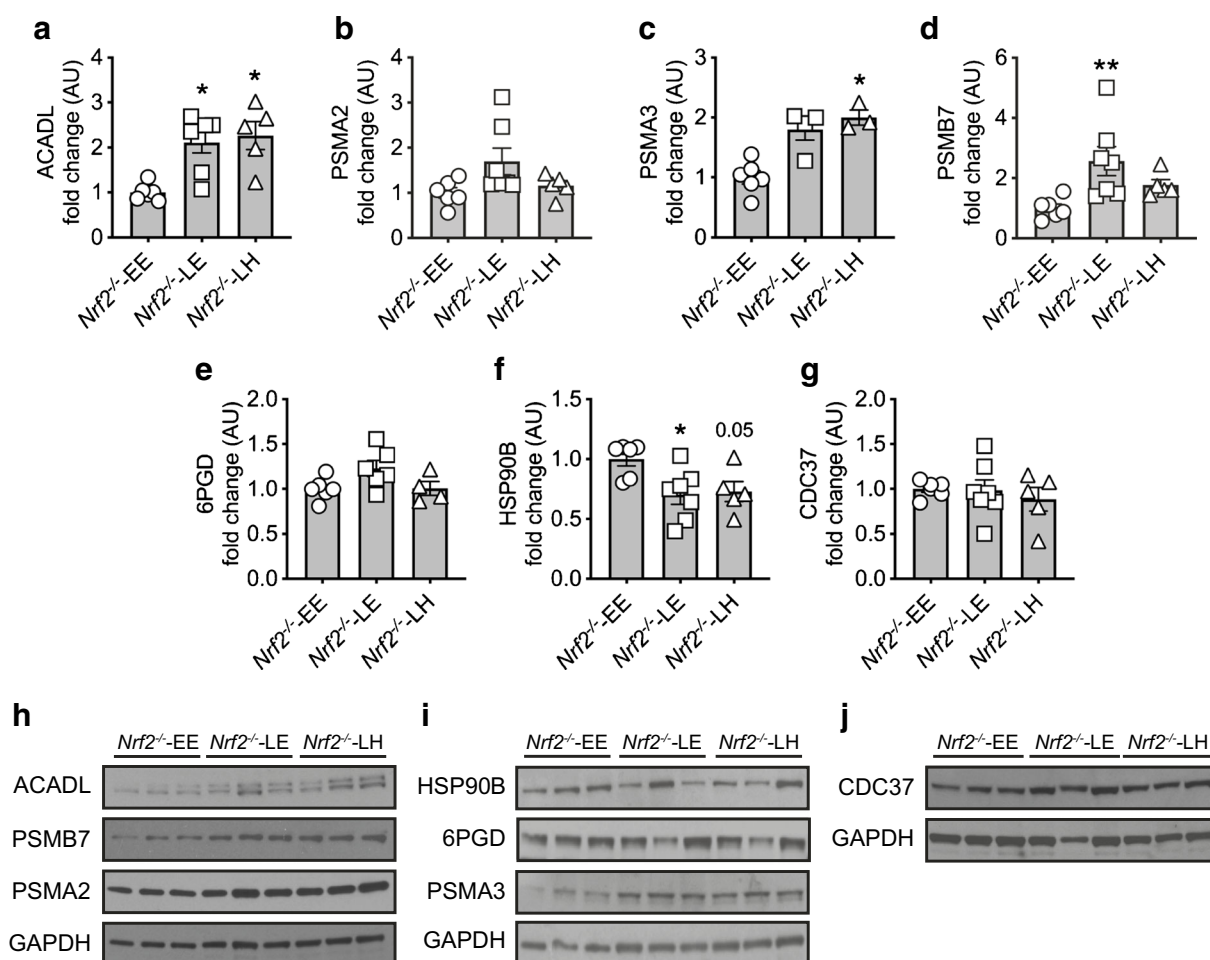 a
ACADL
fold change (AU)
4
3
2
1
0
*
*
Nrf2-/--EE
Nrf2-/--LE
Nrf2-/--LH
b
PSMA2
fold change (AU)
4
3
2
1
0
Nrf2-/--EE
Nrf2-/--LE
Nrf2-/--LH
c
PSMA3
fold change (AU)
3
2
1
0
*
Nrf2-/--EE
Nrf2-/--LE
Nrf2-/--LH
d
PSMB7
fold change (AU)
6
4
2
0
**
Nrf2-/--EE
Nrf2-/--LE
Nrf2-/--LH
e
6PGD
fold change (AU)
2.0
1.5
1.0
0.5
0.0
Nrf2-/--EE
Nrf2-/--LE
Nrf2-/--LH
f
HSP90B
fold change (AU)
1.5
1.0
0.5
0.0
*
0.05
Nrf2-/--EE
Nrf2-/--LE
Nrf2-/--LH
g
CDC37
fold change (AU)
2.0
1.5
1.0
0.5
0.0
Nrf2-/--EE
Nrf2-/--LE
Nrf2-/--LH
h
Nrf2-/--EE Nrf2-/--LE Nrf2-/--LH
ACADL
PSMB7
PSMA2
GAPDH
i
Nrf2-/--EE Nrf2-/--LE Nrf2-/--LH
HSP90B
6PGD
PSMA3
GAPDH
j
Nrf2-/--EE Nrf2-/--LE Nrf2-/--LH
CDC37
GAPDH